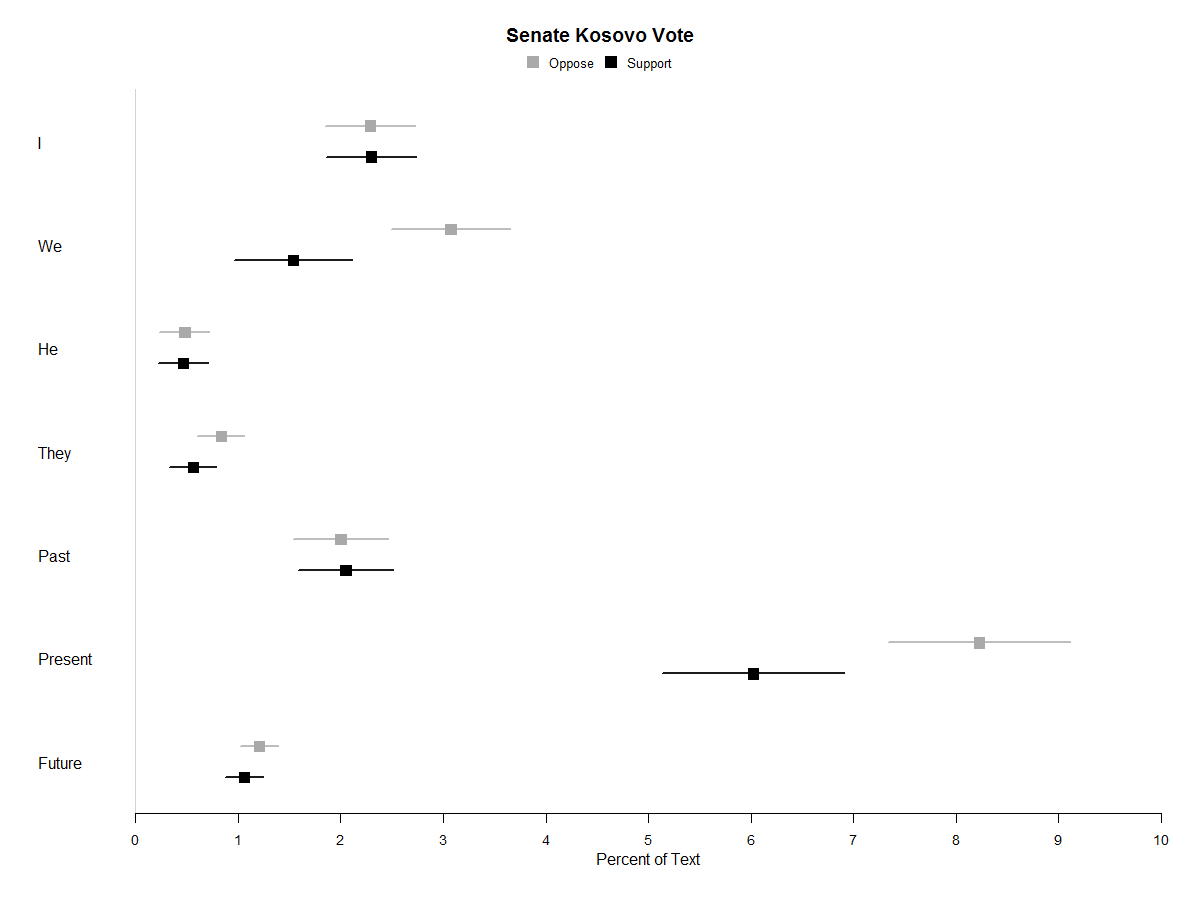 Senate Kosovo Vote
Oppose Support
I
We
He
They
Past
Present
Future
0 1 2 3 4 5 6 7 8 9 10
Percent of Text